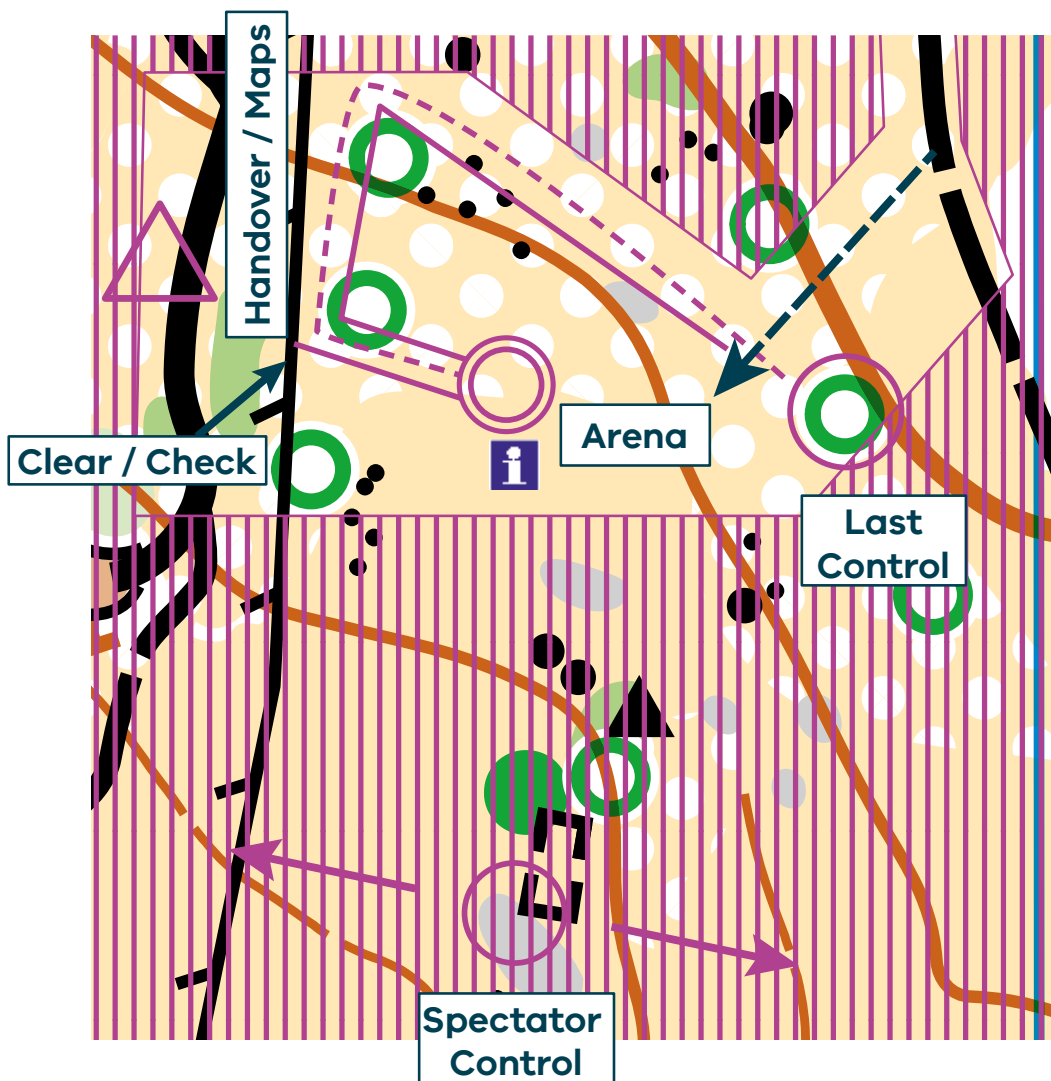 Handover / Maps
Clear / Check
i
Arena
Last
Control
Spectator
Control